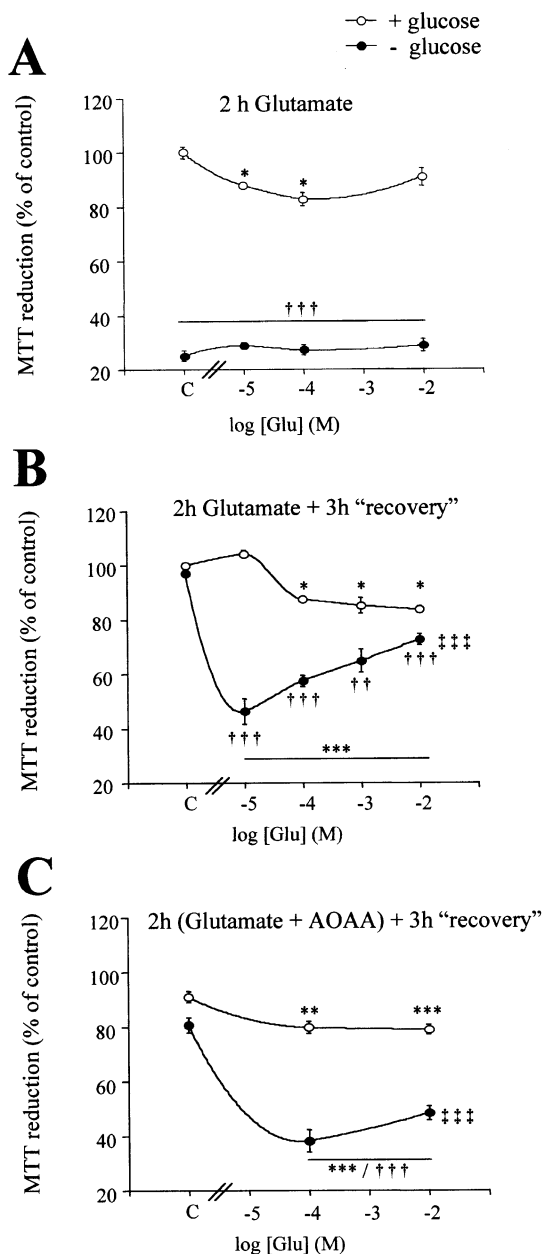 + glucose
- glucose
A
2 h Glutamate
MTT reduction (% of control)
120
100
80
60
40
20
*
*
†††
C
-5
-4
-3
-2
log [Glu] (M)
B
2h Glutamate + 3h “recovery”
MTT reduction (% of control)
120
100
80
60
40
20
*
*
*
‡‡‡
†††
††
†††
†††
***
C
-5
-4
-3
-2
log [Glu] (M)
C
2h (Glutamate + AOAA) + 3h “recovery”
MTT reduction (% of control)
120
100
80
60
40
20
**
***
‡‡‡
*** / †††
C
-5
-4
-3
-2
log [Glu] (M)